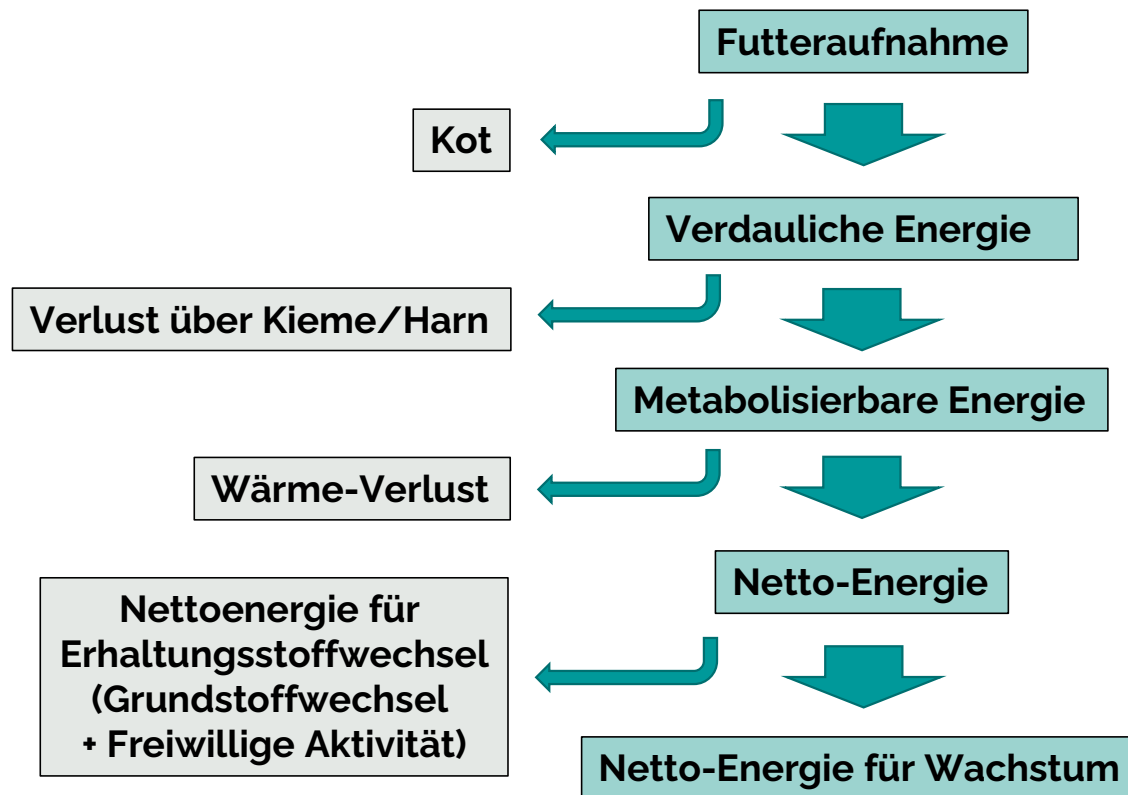 Futteraufnahme
Kot
Verdauliche Energie
Verlust über Kieme/Harn
Metabolisierbare Energie
Wärme-Verlust
Netto-Energie
Nettoenergie für
Erhaltungsstoffwechsel
(Grundstoffwechsel
+ Freiwillige Aktivität)
Netto-Energie für Wachstum